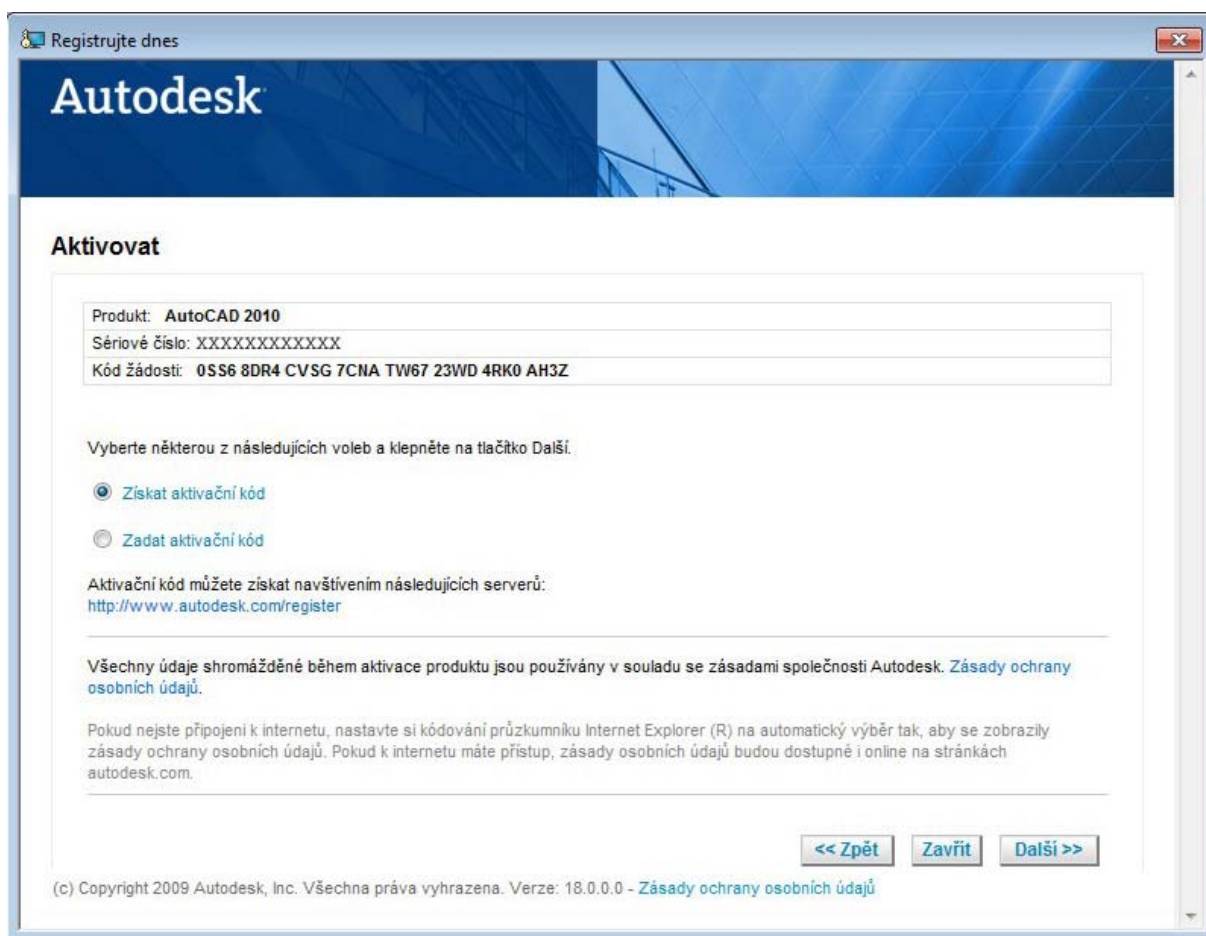 Registrujte dnes
Autodesk
Aktivovat
Produkt: AutoCAD 2010
Sériové číslo: XXXXXXXXXXXX
Kód žádosti: 0SS6 8DR4 CVSG 7CNA TW67 23WD 4RK0 AH3Z
Vyberte některou z následujících voleb a klepněte na tlačítko Další.
Získat aktivační kód
Zadat aktivační kód
Aktivační kód můžete získat navštívením následujících serverů:
http://www.autodesk.com/register
Všechny údaje shromážděné během aktivace produktu jsou používány v souladu se zásadami společnosti Autodesk. Zásady ochrany
osobních údajů.
Pokud nejste připojeni k internetu, nastavte si kódování průzkumníku Internet Explorer (R) na automatický výběr tak, aby se zobrazily
zásady ochrany osobních údajů. Pokud k internetu máte přístup, zásady osobních údajů budou dostupné i online na stránkách
autodesk.com.
<< Zpět Zavřít Další >>
(c) Copyright 2009 Autodesk, Inc. Všechna práva vyhrazena. Verze: 18.0.0.0 - Zásady ochrany osobních údajů